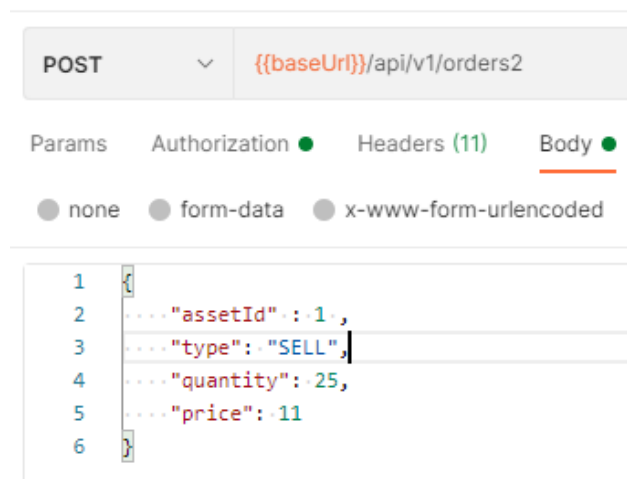 POST {{baseUrl}}/api/v1/orders2
Params Authorization Headers (11) Body
none form-data x-www-form-urlencoded
1 {
2 "assetId" : 1 ,
3 "type": "SELL",
4 "quantity": 25,
5 "price": 11
6 }